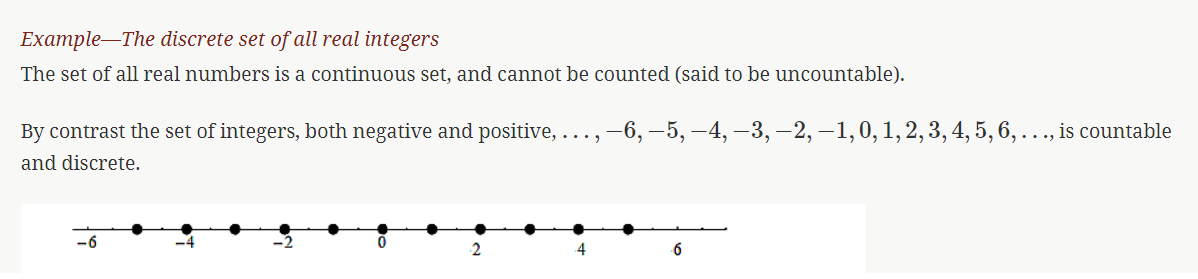 Example—The discrete set of all real integers
The set of all real numbers is a continuous set, and cannot be counted (said to be uncountable).
By contrast the set of integers, both negative and positive, . . . , −6, −5, −4, −3, −2, −1, 0, 1, 2, 3, 4, 5, 6, . . ., is countable
and discrete.
−6 −4 −2 0 2 4 6